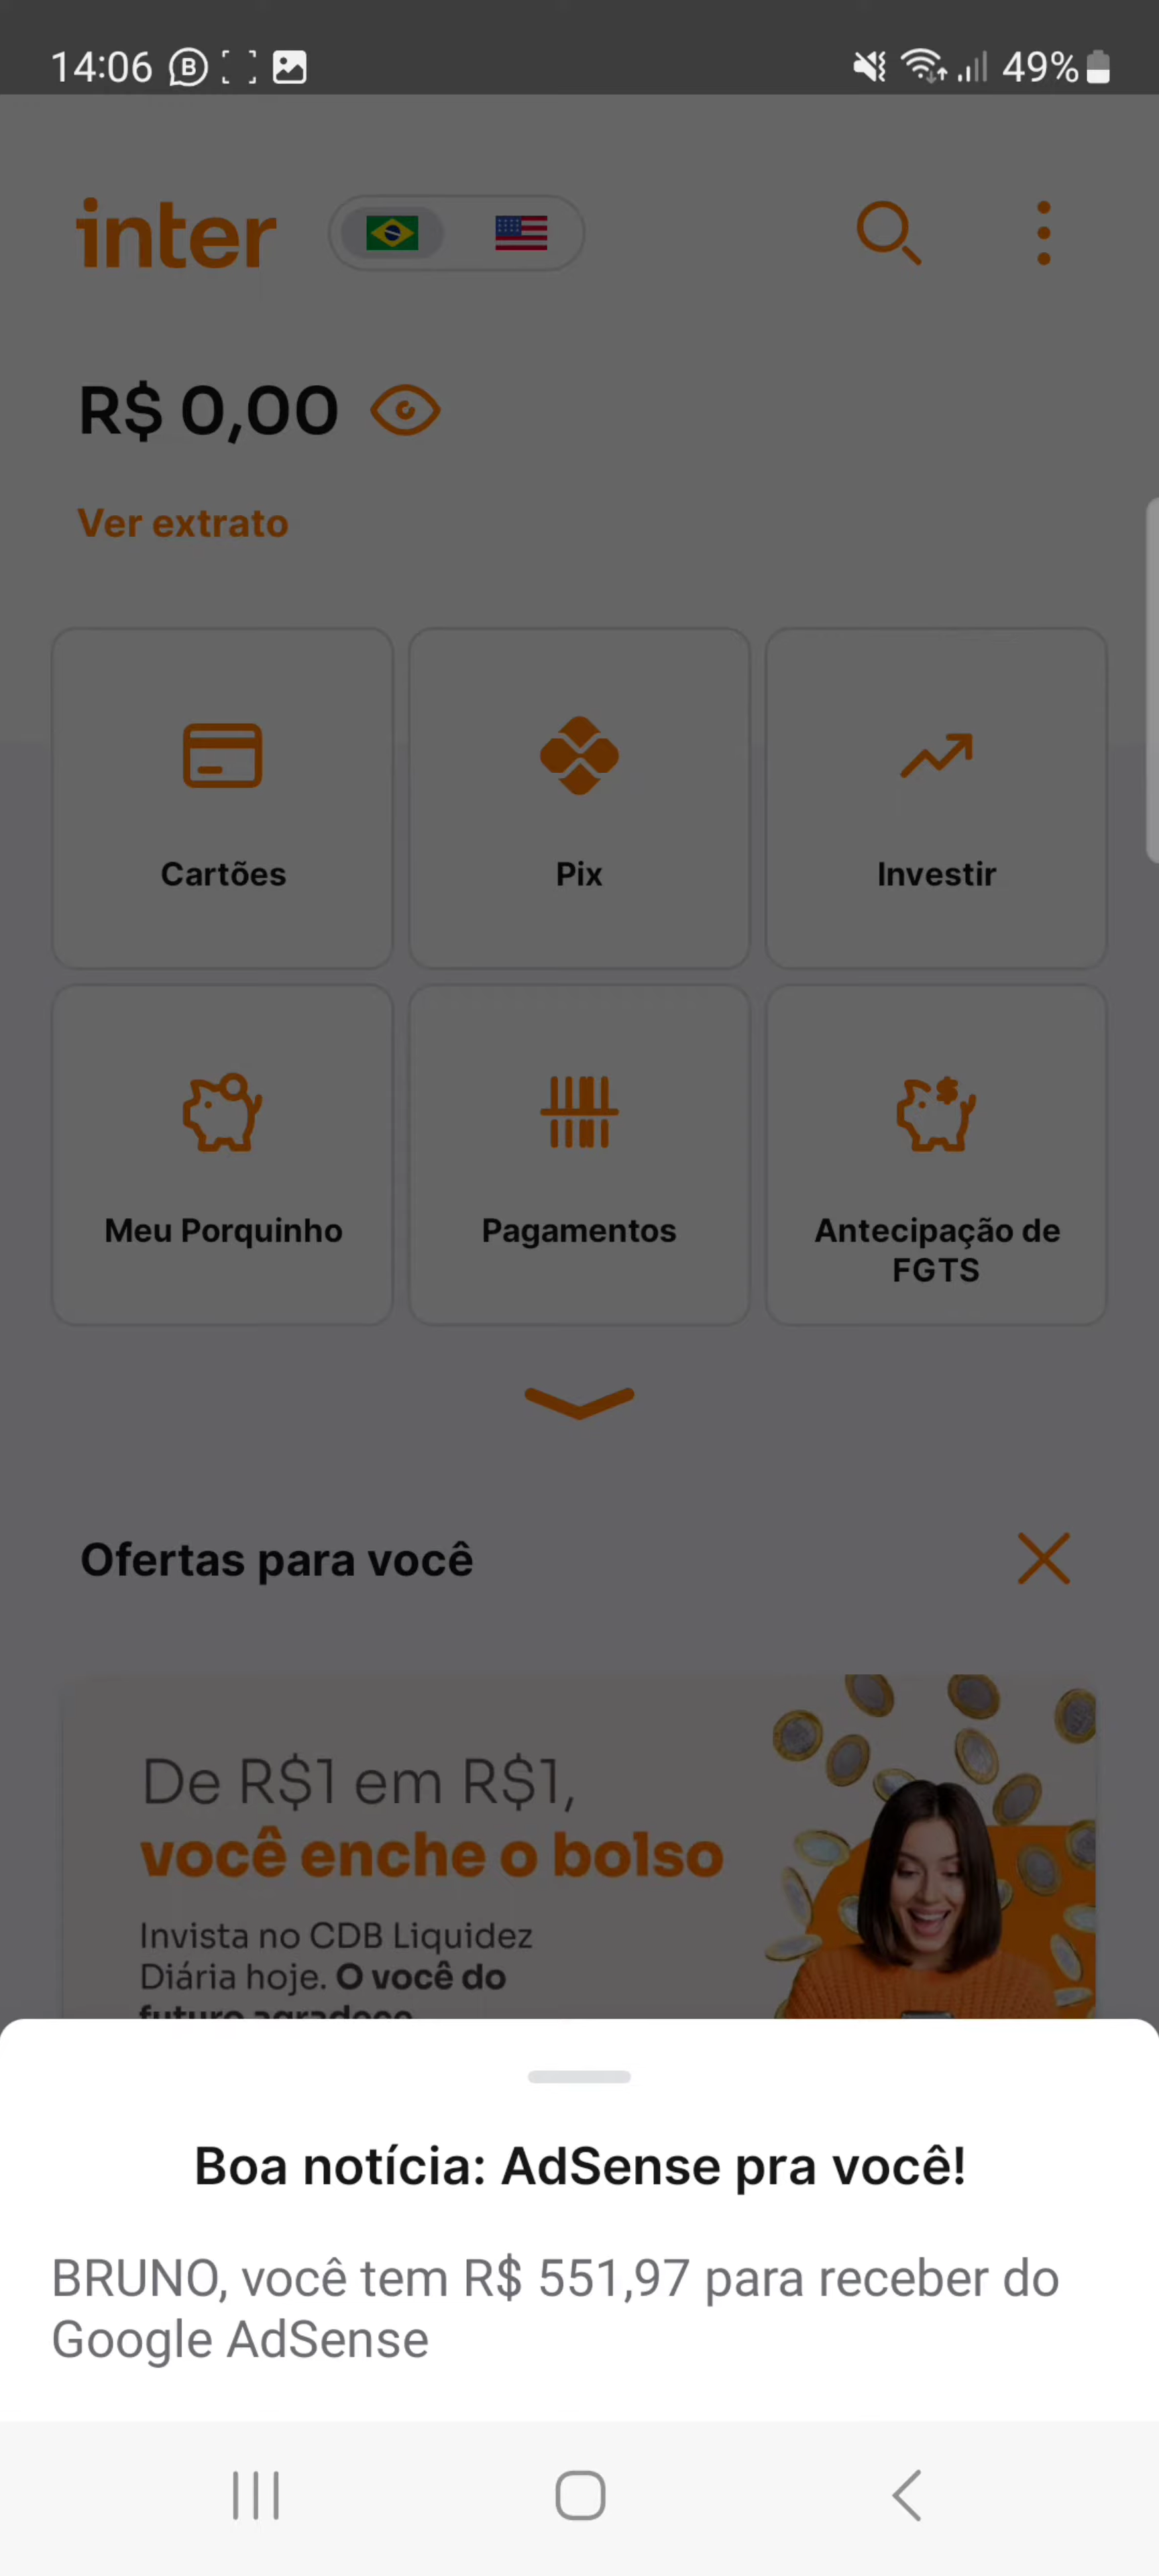 14:06
49%
inter
R$ 0,00
Ver extrato
Cartões
Pix
Investir
Meu Porquinho
Pagamentos
Antecipação de
FGTS
Ofertas para você
De R$1 em R$1,
você enche o bolso
Invista no CDB Liquidez
Diária hoje. O você do
futuro agradece
Boa notícia: AdSense pra você!
BRUNO, você tem R$ 551,97 para receber do
Google AdSense